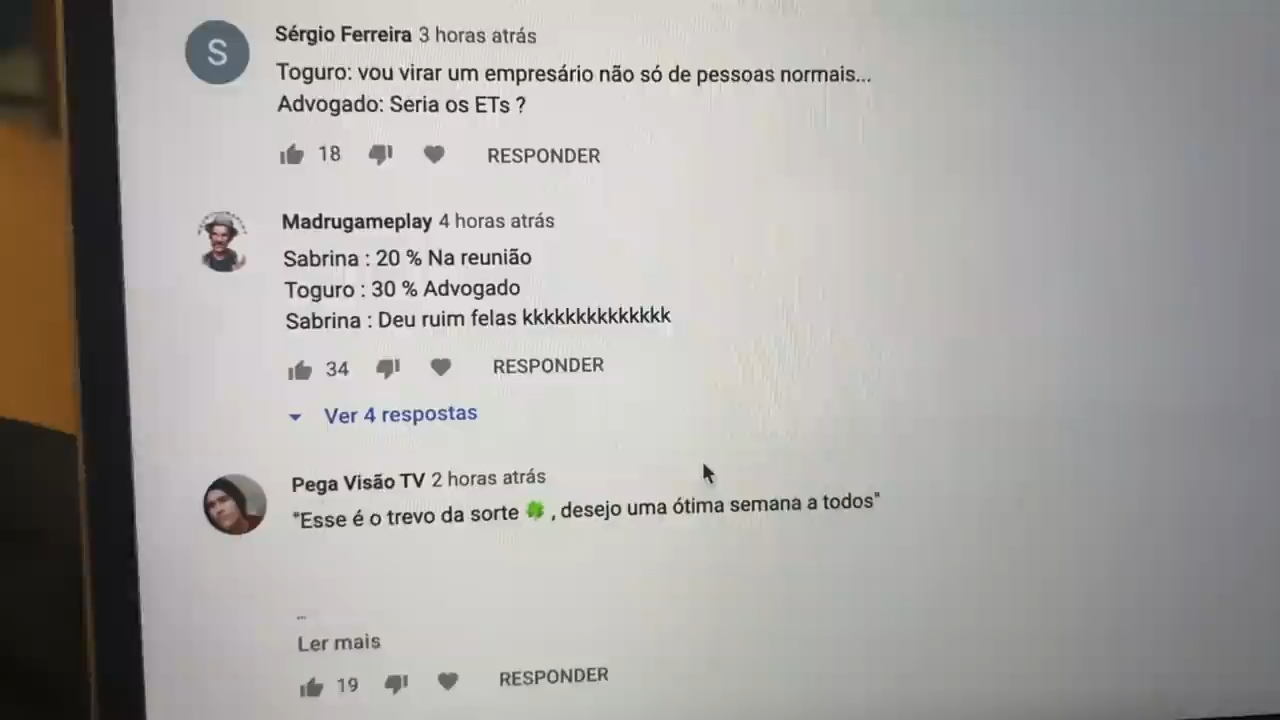 S
Sérgio Ferreira 3 horas atrás
Toguro: vou virar um empresário não só de pessoas normais...
Advogado: Seria os ETs ?
18 RESPONDER
Madrugameplay 4 horas atrás
Sabrina : 20 % Na reunião
Toguro : 30 % Advogado
Sabrina : Deu ruim felas kkkkkkkkkkkkkk
34 RESPONDER
Ver 4 respostas
Pega Visão TV 2 horas atrás
"Esse é o trevo da sorte 🍀 , desejo uma ótima semana a todos"
...
Ler mais
19 RESPONDER